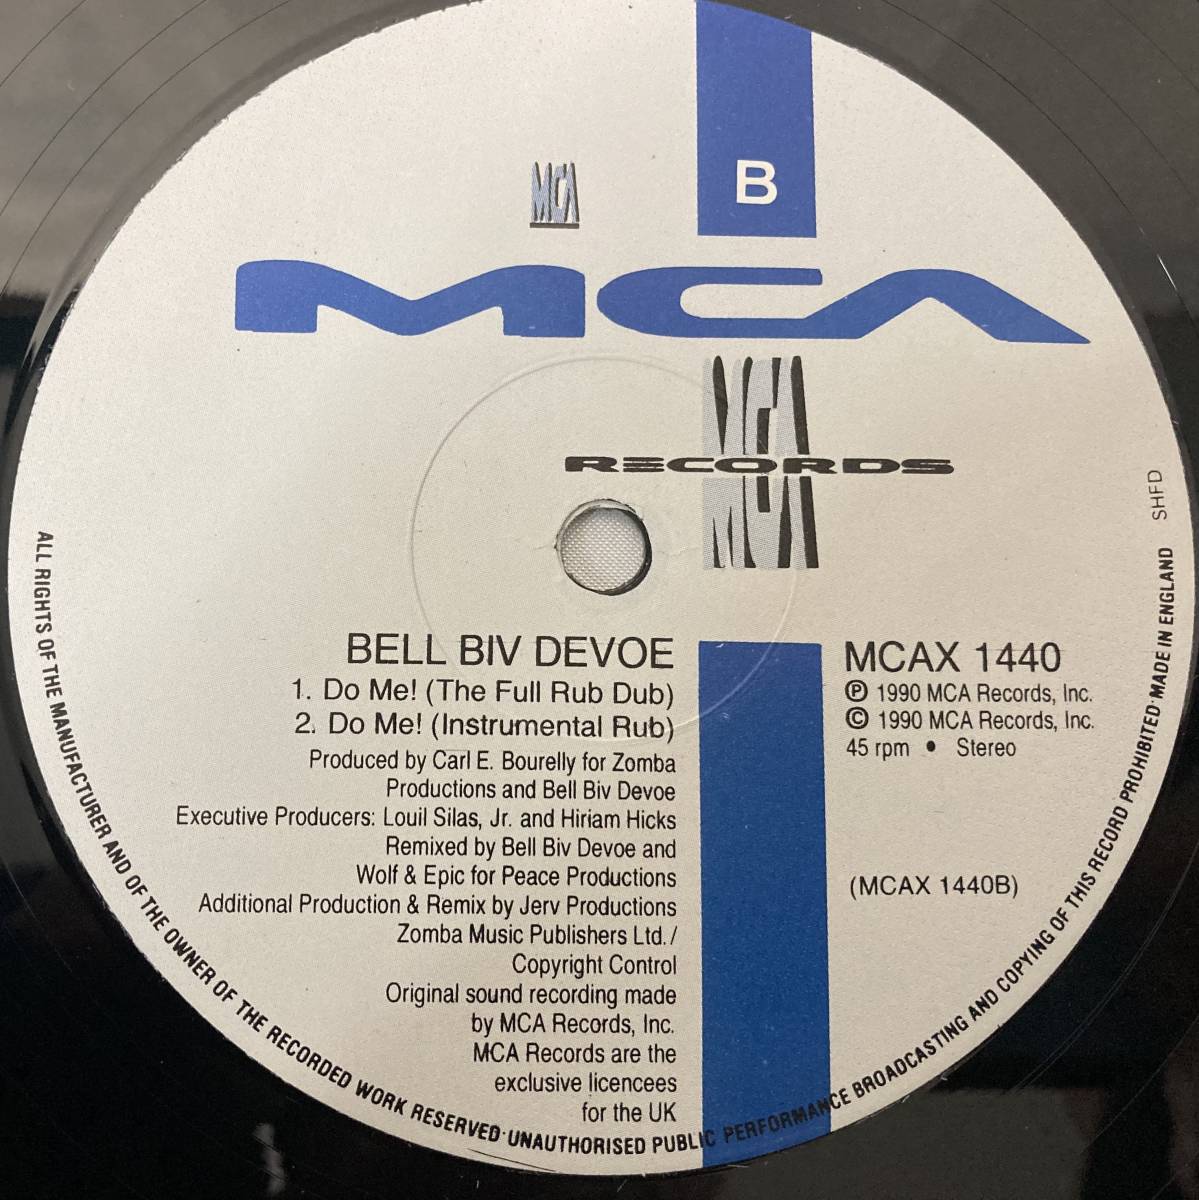 B
MCA
MCA
MCA
RECORDS
BELL BIV DEVOE
1. Do Me! (The Full Rub Dub)
2. Do Me! (Instrumental Rub)
Produced by Carl E. Bourelly for Zomba
Productions and Bell Biv Devoe
Executive Producers: Louil Silas, Jr. and Hiriam Hicks
Remixed by Bell Biv Devoe and
Wolf & Epic for Peace Productions
Additional Production & Remix by Jerv Productions
Zomba Music Publishers Ltd./
Copyright Control
Original sound recording made
by MCA Records, Inc.
MCA Records are the
exclusive licencees
for the UK
MCAX 1440
℗ 1990 MCA Records, Inc.
© 1990 MCA Records, Inc.
45 rpm • Stereo
(MCAX 1440B)
ALL RIGHTS OF THE MANUFACTURER AND OF THE OWNER OF THE RECORDED WORK RESERVED·UNAUTHORISED PUBLIC PERFORMANCE BROADCASTING AND COPYING OF THIS RECORD PROHIBITED·MADE IN ENGLAND
SHFD